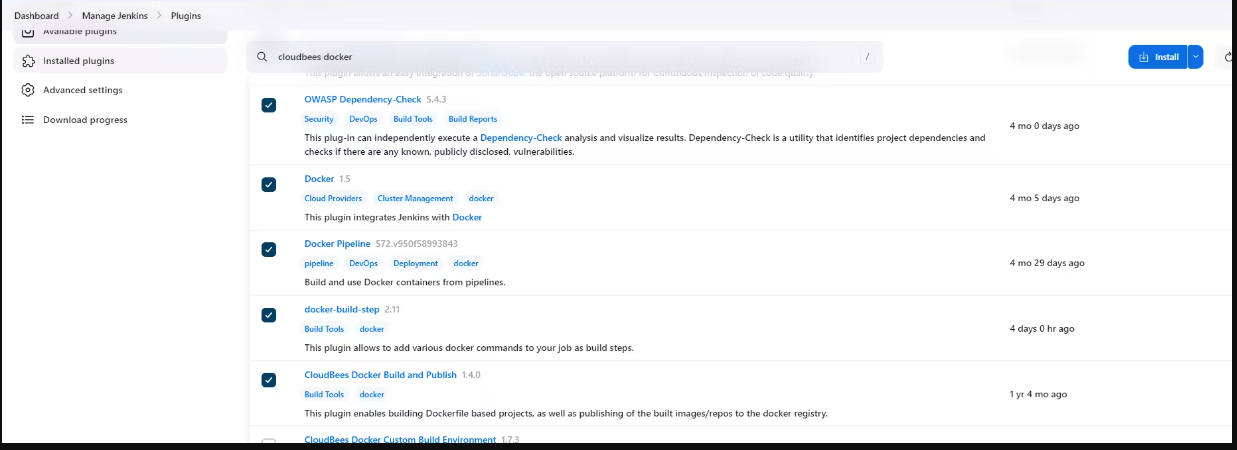 Dashboard > Manage Jenkins > Plugins
Available plugins
Installed plugins
Advanced settings
Download progress
cloudbees docker /
Install
This plugin allows an easy integration of SonarQube, the open source platform for Continuous Inspection of code quality.
OWASP Dependency-Check 5.4.3
Security DevOps Build Tools Build Reports
This plug-in can independently execute a Dependency-Check analysis and visualize results. Dependency-Check is a utility that identifies project dependencies and
checks if there are any known, publicly disclosed, vulnerabilities.
4 mo 0 days ago
Docker 1.5
Cloud Providers Cluster Management docker
This plugin integrates Jenkins with Docker
4 mo 5 days ago
Docker Pipeline 572.v950f58993843
pipeline DevOps Deployment docker
Build and use Docker containers from pipelines.
4 mo 29 days ago
docker-build-step 2.11
Build Tools docker
This plugin allows to add various docker commands to your job as build steps.
4 days 0 hr ago
CloudBees Docker Build and Publish 1.4.0
Build Tools docker
This plugin enables building Dockerfile based projects, as well as publishing of the built images/repos to the docker registry.
1 yr 4 mo ago
CloudBees Docker Custom Build Environment 1.7.3